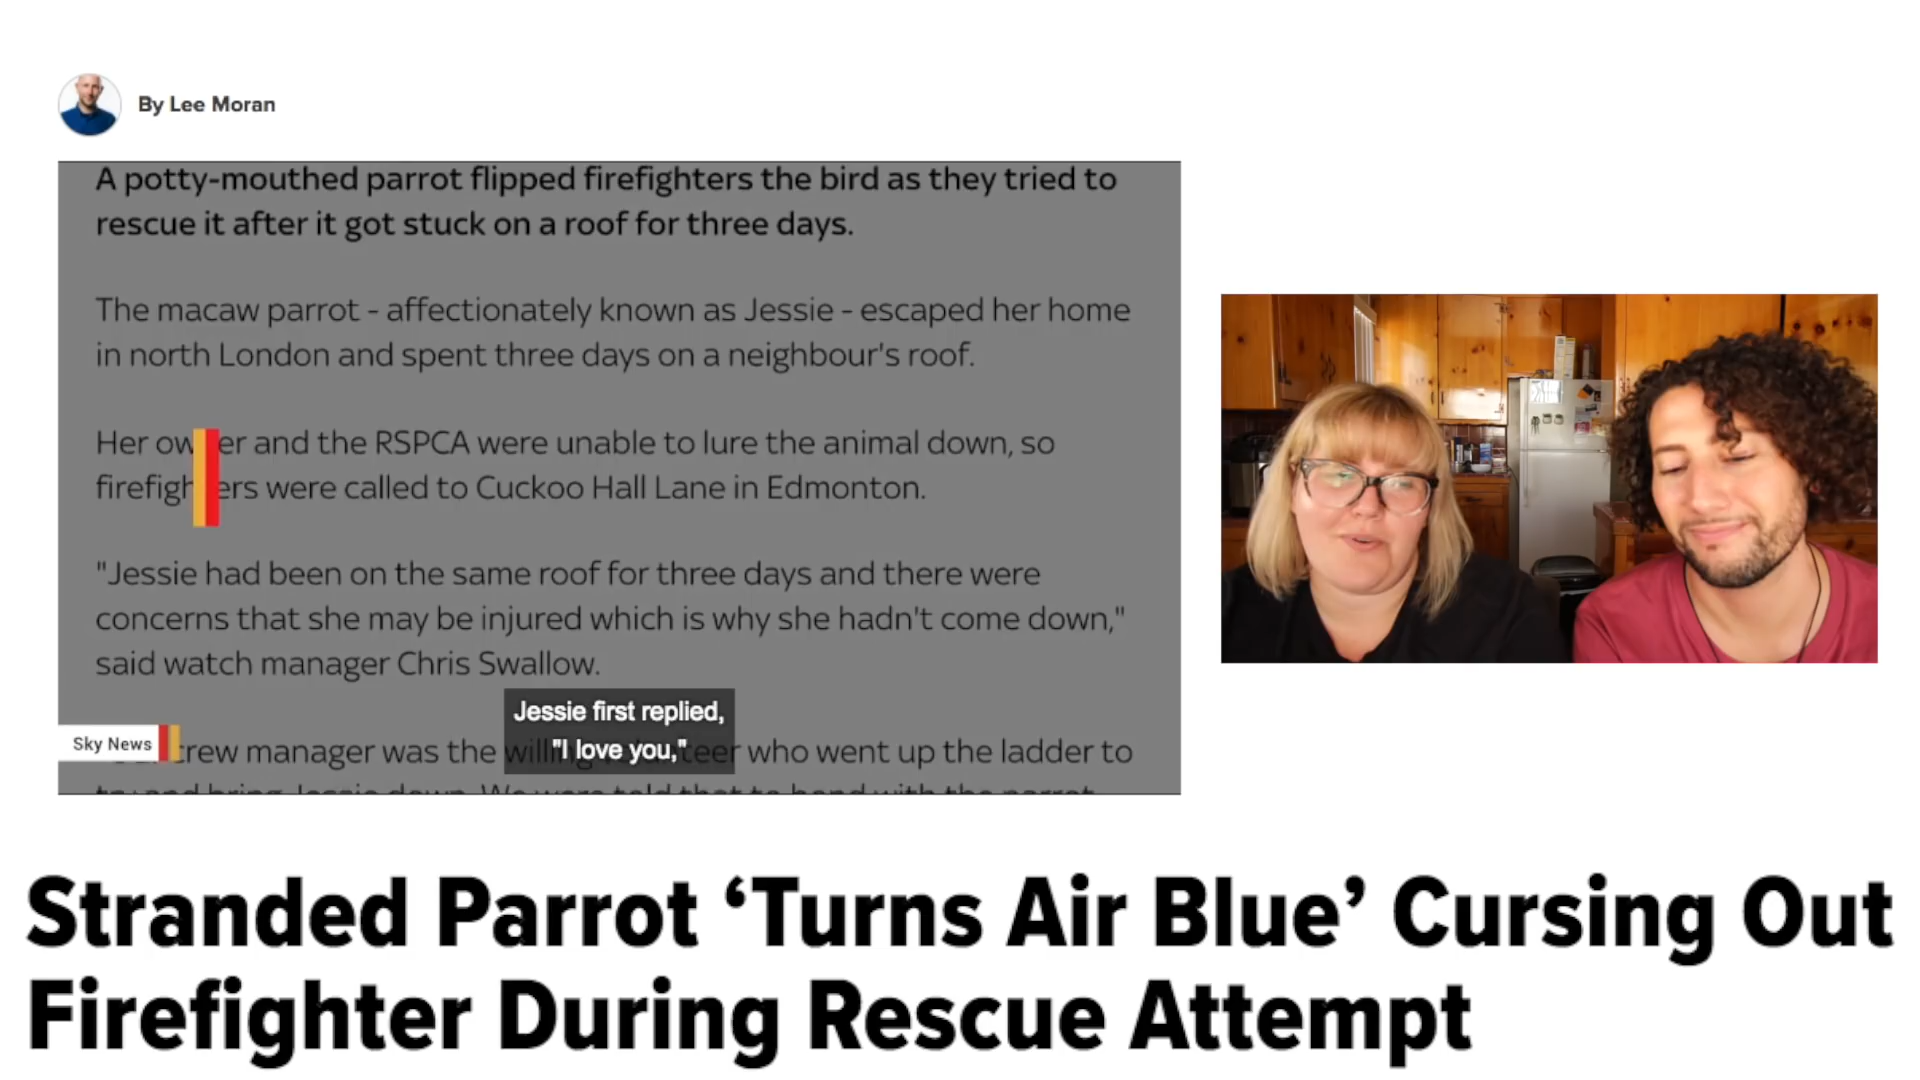 By Lee Moran
A potty-mouthed parrot flipped firefighters the bird as they tried to
rescue it after it got stuck on a roof for three days.
The macaw parrot - affectionately known as Jessie - escaped her home
in north London and spent three days on a neighbour's roof.
Her ow er and the RSPCA were unable to lure the animal down, so
firefigh ers were called to Cuckoo Hall Lane in Edmonton.
"Jessie had been on the same roof for three days and there were
concerns that she may be injured which is why she hadn't come down,"
said watch manager Chris Swallow.
Jessie first replied,
"I love you,"
Sky News
crew manager was the who went up the ladder to
Stranded Parrot ‘Turns Air Blue’ Cursing Out
Firefighter During Rescue Attempt